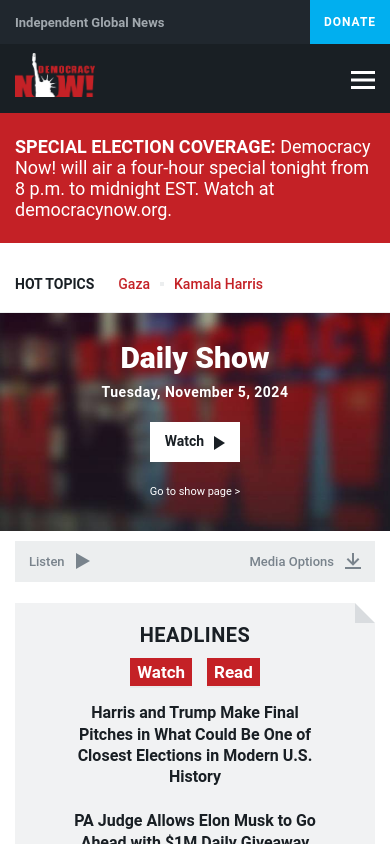 Independent Global News
DONATE
DEMOCRACY
NOW!
SPECIAL ELECTION COVERAGE: Democracy
Now! will air a four-hour special tonight from
8 p.m. to midnight EST. Watch at
democracynow.org.
HOT TOPICS
Gaza
Kamala Harris
Daily Show
Tuesday, November 5, 2024
Watch
Go to show page >
Listen
Media Options
HEADLINES
Watch
Read
Harris and Trump Make Final
Pitches in What Could Be One of
Closest Elections in Modern U.S.
History
PA Judge Allows Elon Musk to Go
Ahead with $1M Daily Giveaway